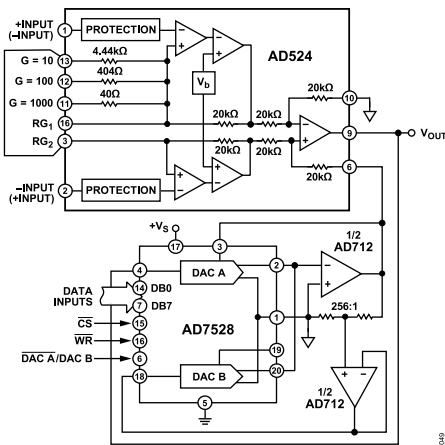 +INPUT
(–INPUT)
1
PROTECTION
AD524
4.44kΩ
G = 10
13
404Ω
G = 100
12
40Ω
G = 1000
11
Vb
RG1
16
RG2
3
20kΩ
20kΩ
20kΩ
20kΩ
20kΩ
20kΩ
10
9
VOUT
6
–INPUT
(+INPUT)
2
PROTECTION
+VS
17
3
1/2
AD712
4
DAC A
2
DATA
INPUTS
14
DB0
7
DB7
AD7528
1
256:1
CS
15
WR
16
DAC A/DAC B
6
19
20
18
DAC B
5
1/2
AD712
049